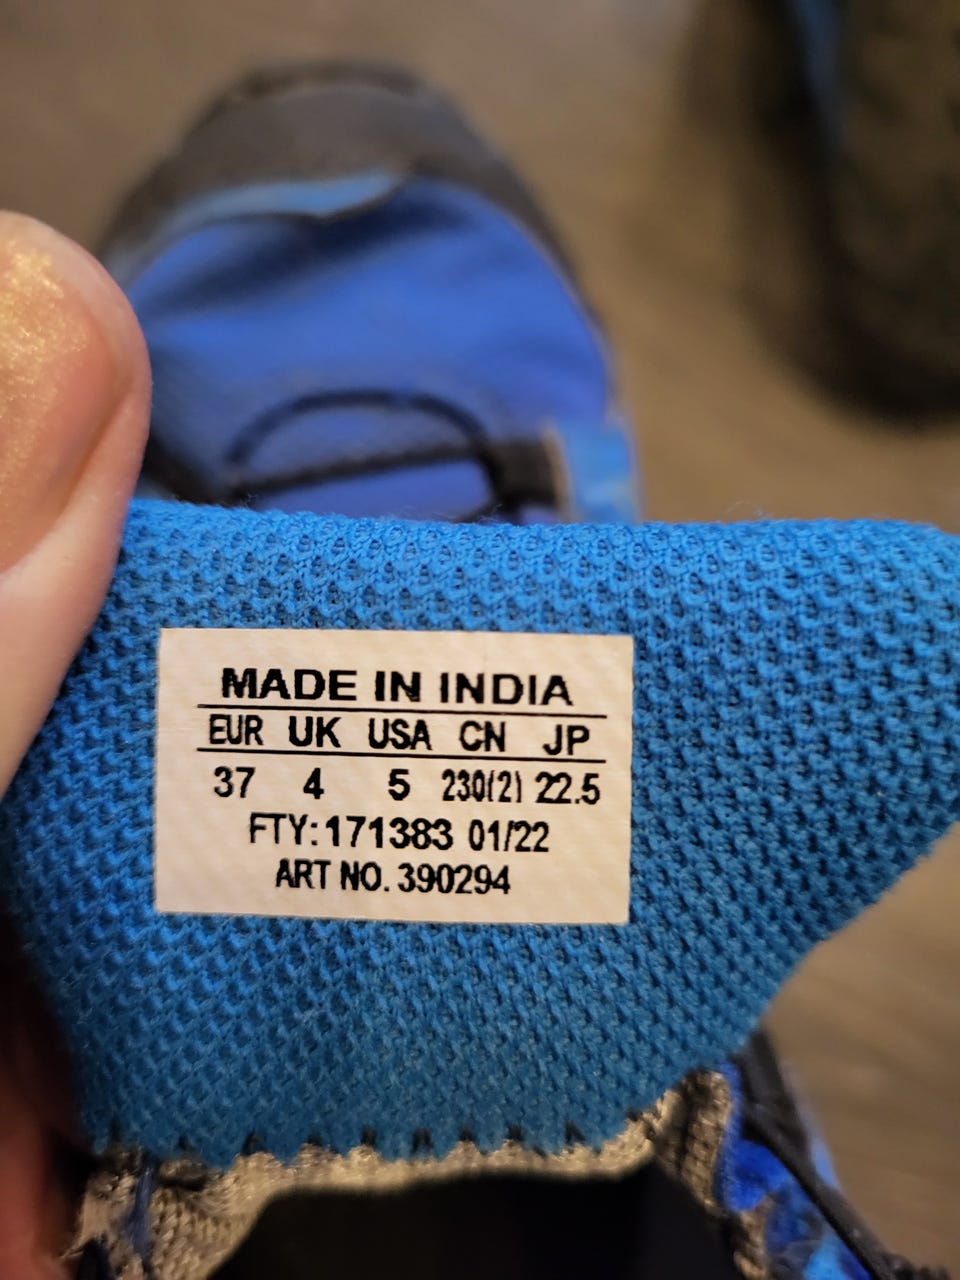 MADE IN INDIA
EUR UK USA CN JP
37 4 5 230(2) 22.5
FTY:171383 01/22
ART NO. 390294